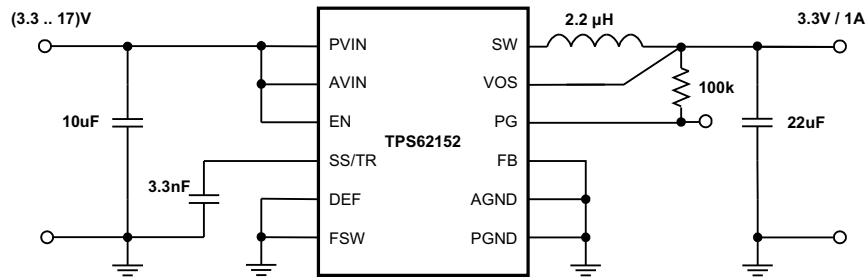 (3.3 .. 17)V
2.2 µH
3.3V / 1A
PVIN
SW
AVIN
VOS
100k
10uF
EN
PG
22uF
TPS62152
SS/TR
FB
3.3nF
DEF
AGND
FSW
PGND